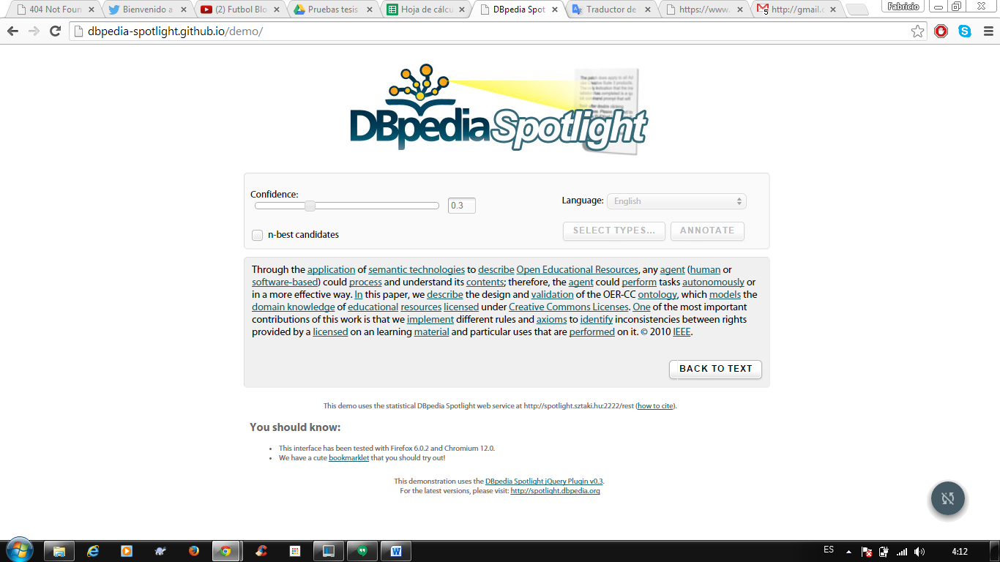 404 Not Foun
Bienvenido a
(2) Futbol Blo
Pruebas tesis
Hoja de cálcu
DBpedia Spot
Traductor de
https://www.
http://gmail.c
Fabricio
dbpedia-spotlight.github.io/demo/
DBpedia Spotlight
Confidence:
0.3
Language: English
n-best candidates
SELECT TYPES... ANNOTATE
Through the application of semantic technologies to describe Open Educational Resources, any agent (human or
software-based) could process and understand its contents; therefore, the agent could perform tasks autonomously or
in a more effective way. In this paper, we describe the design and validation of the OER-CC ontology, which models the
domain knowledge of educational resources licensed under Creative Commons Licenses. One of the most important
contributions of this work is that we implement different rules and axioms to identify inconsistencies between rights
provided by a licensed on an learning material and particular uses that are performed on it. © 2010 IEEE.
BACK TO TEXT
This demo uses the statistical DBpedia Spotlight web service at http://spotlight.sztaki.hu:2222/rest (how to cite).
You should know:
• This interface has been tested with Firefox 6.0.2 and Chromium 12.0.
• We have a cute bookmarklet that you should try out!
This demonstration uses the DBpedia Spotlight jQuery Plugin v0.3.
For the latest versions, please visit: http://spotlight.dbpedia.org
ES
4:12